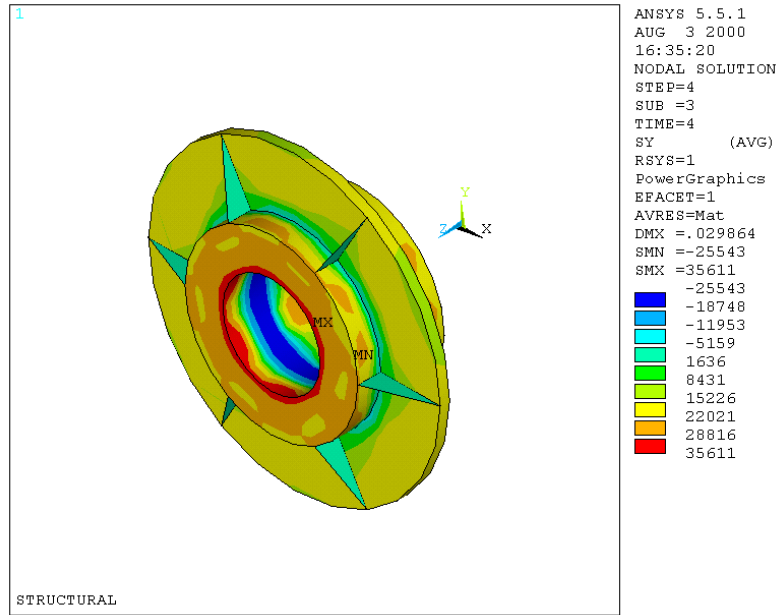 1
ANSYS 5.5.1
AUG 3 2000
16:35:20
NODAL SOLUTION
STEP=4
SUB =3
TIME=4
SY (AVG)
RSYS=1
PowerGraphics
EFACET=1
AVRES=Mat
DMX =.029864
SMN =-25543
SMX =35611
-25543
-18748
-11953
-5159
1636
8431
15226
22021
28816
35611
Y
Z X
MX
MN
STRUCTURAL